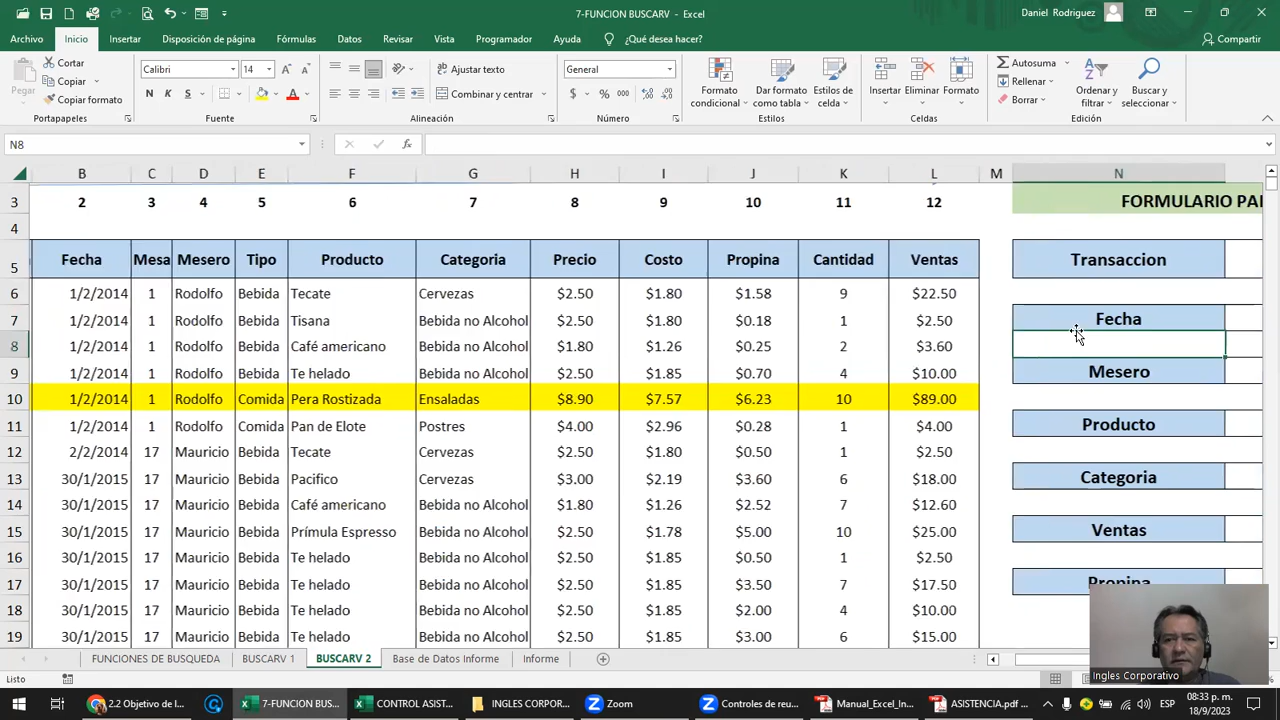 7-FUNCION BUSCARV - Excel
Daniel Rodriguez
Archivo Inicio Insertar Disposición de página Fórmulas Datos Revisar Vista Programador Ayuda ¿Qué desea hacer? Compartir
Pegar Cortar Copiar Copiar formato
Calibri 14
N S A
Ajustar texto
Combinar y centrar
General
$ % 000
Formato condicional Dar formato como tabla Estilos de celda
Insertar Eliminar Formato
Autosuma Rellenar Borrar
Ordenar y filtrar Buscar y seleccionar
Portapapeles Fuente Alineación Número Estilos Celdas Edición
N8 fx
B C D E F G H I J K L M N
3 2 3 4 5 6 7 8 9 10 11 12 FORMULARIO PAI
4
5 Fecha Mesa Mesero Tipo Producto Categoria Precio Costo Propina Cantidad Ventas Transaccion
6 1/2/2014 1 Rodolfo Bebida Tecate Cervezas $2.50 $1.80 $1.58 9 $22.50
7 1/2/2014 1 Rodolfo Bebida Tisana Bebida no Alcohol $2.50 $1.80 $0.18 1 $2.50 Fecha
8 1/2/2014 1 Rodolfo Bebida Café americano Bebida no Alcohol $1.80 $1.26 $0.25 2 $3.60
9 1/2/2014 1 Rodolfo Bebida Te helado Bebida no Alcohol $2.50 $1.85 $0.70 4 $10.00 Mesero
10 1/2/2014 1 Rodolfo Comida Pera Rostizada Ensaladas $8.90 $7.57 $6.23 10 $89.00
11 1/2/2014 1 Rodolfo Comida Pan de Elote Postres $4.00 $2.96 $0.28 1 $4.00 Producto
12 2/2/2014 17 Mauricio Bebida Tecate Cervezas $2.50 $1.80 $0.50 1 $2.50
13 30/1/2015 17 Mauricio Bebida Pacifico Cervezas $3.00 $2.19 $3.60 6 $18.00 Categoria
14 30/1/2015 17 Mauricio Bebida Café americano Bebida no Alcohol $1.80 $1.26 $2.52 7 $12.60
15 30/1/2015 17 Mauricio Bebida Prímula Espresso Bebida no Alcohol $2.50 $1.78 $5.00 10 $25.00 Ventas
16 30/1/2015 17 Mauricio Bebida Te helado Bebida no Alcohol $2.50 $1.85 $0.50 1 $2.50
17 30/1/2015 17 Mauricio Bebida Te helado Bebida no Alcohol $2.50 $1.85 $3.50 7 $17.50 Propina
18 30/1/2015 17 Mauricio Bebida Te helado Bebida no Alcohol $2.50 $1.85 $2.00 4 $10.00
19 30/1/2015 17 Mauricio Bebida Te helado Bebida no Alcohol $2.50 $1.85 $3.00 6 $15.00
FUNCIONES DE BUSQUEDA BUSCARV 1 BUSCARV 2 Base de Datos Informe Informe
Ingles Corporativo
Listo
2.2 Objetivo de l... 7-FUNCION BUS... CONTROL ASIST... INGLES CORPOR... Zoom Controles de reu... Manual_Excel_In... ASISTENCIA.pdf ... ESP 08:33 p. m.
18/9/2023